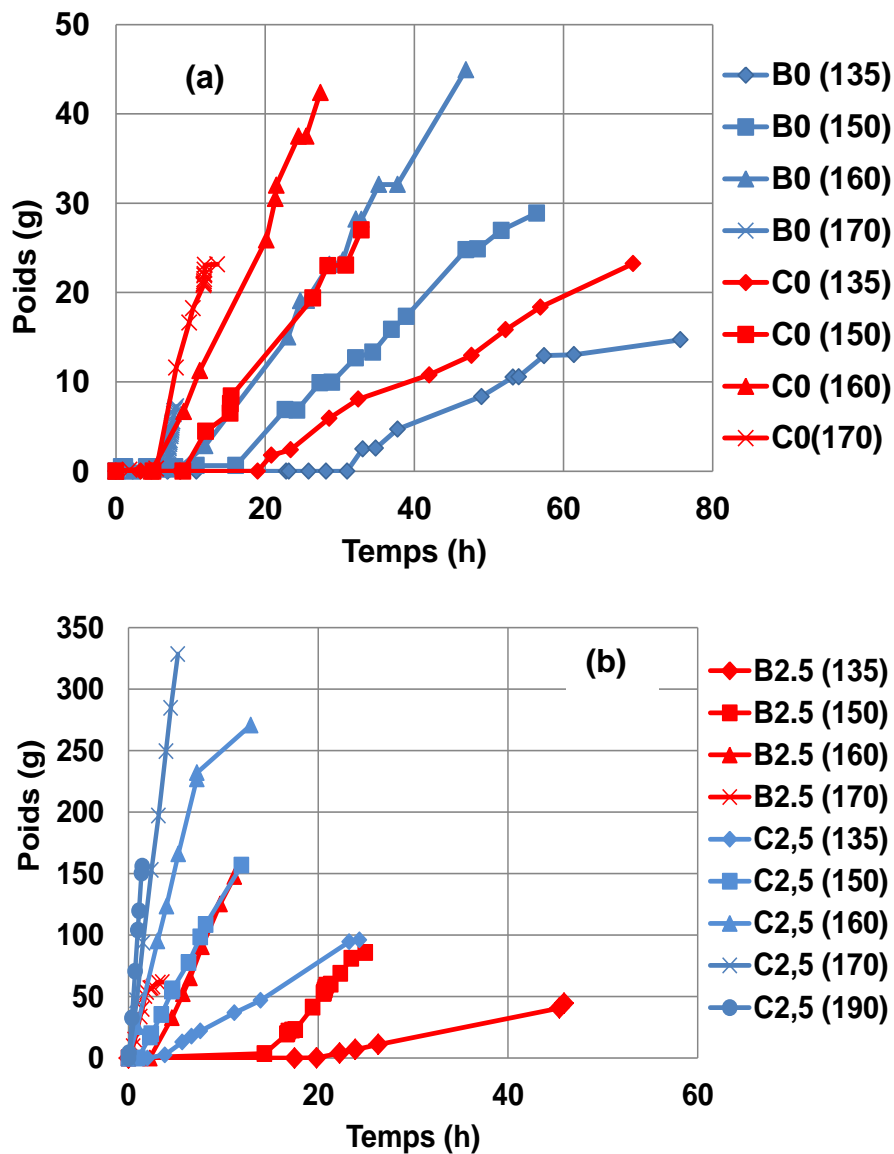 (a)
Poids (g)
50
40
30
20
10
0
0 20 40 60 80
Temps (h)
B0 (135)
B0 (150)
B0 (160)
B0 (170)
C0 (135)
C0 (150)
C0 (160)
C0(170)
(b)
Poids (g)
350
300
250
200
150
100
50
0
0 20 40 60
Temps (h)
B2.5 (135)
B2.5 (150)
B2.5 (160)
B2.5 (170)
C2,5 (135)
C2,5 (150)
C2,5 (160)
C2,5 (170)
C2,5 (190)